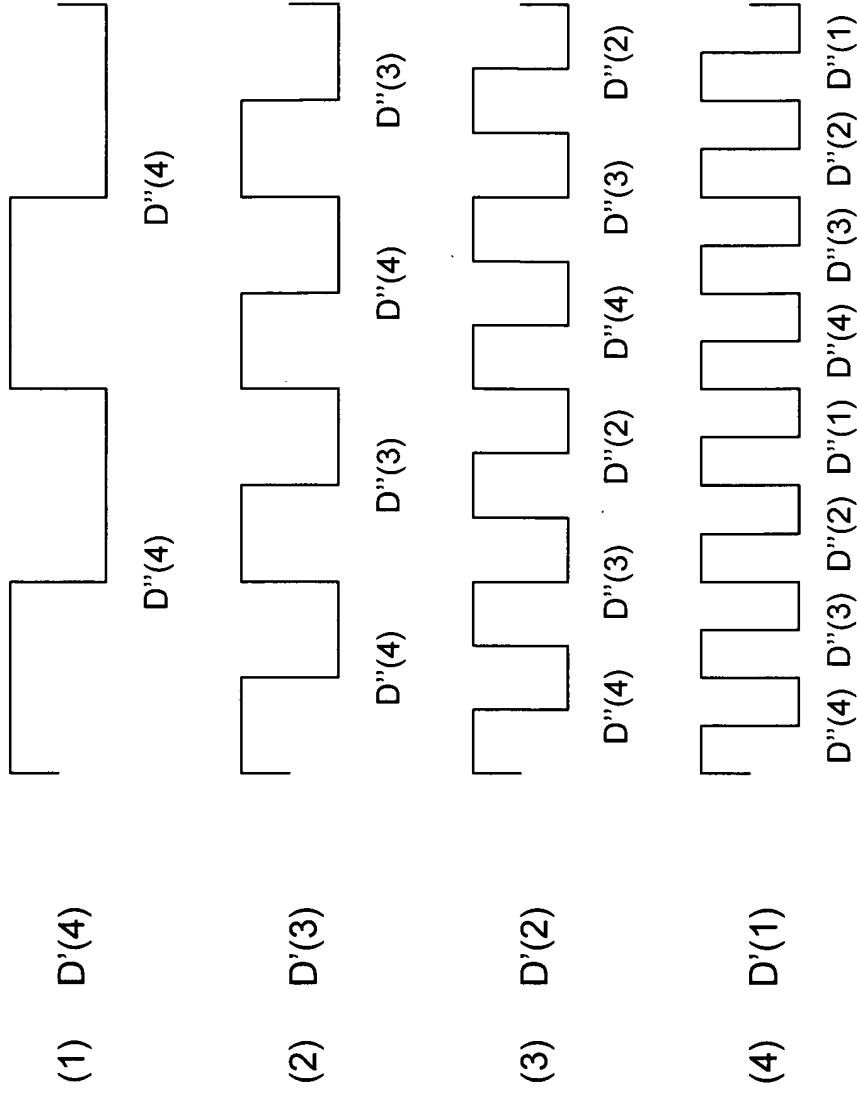 (1) D’(4)
D”(4) D”(4)
(2) D’(3)
D”(4) D”(3) D”(4) D”(3)
(3) D’(2)
D”(4) D”(3) D”(2) D”(4) D”(3) D”(2)
(4) D’(1)
D”(4) D”(3) D”(2) D”(1) D”(4) D”(3) D”(2) D”(1)